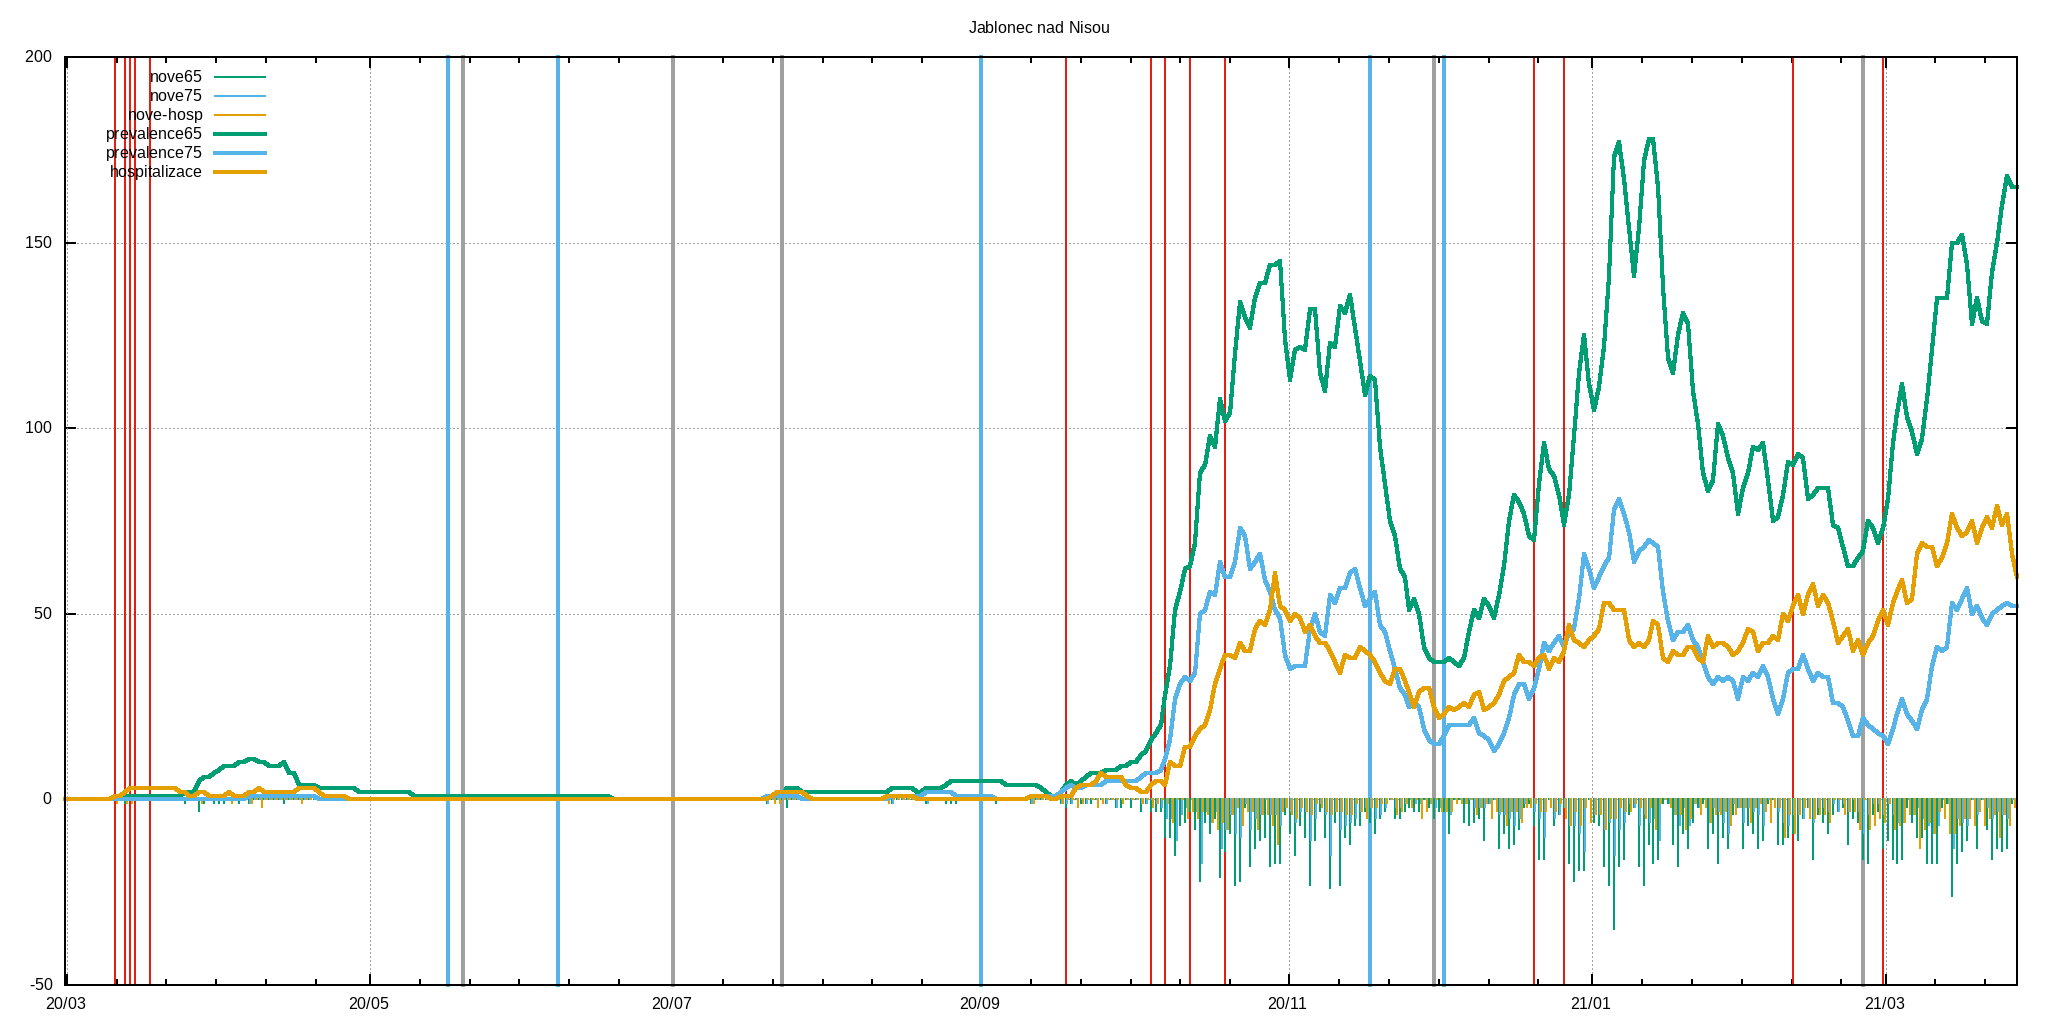 Jablonec nad Nisou
200
150
100
50
0
-50
nove65
nove75
nove-hosp
prevalence65
prevalence75
hospitalizace
20/03 20/05 20/07 20/09 20/11 21/01 21/03